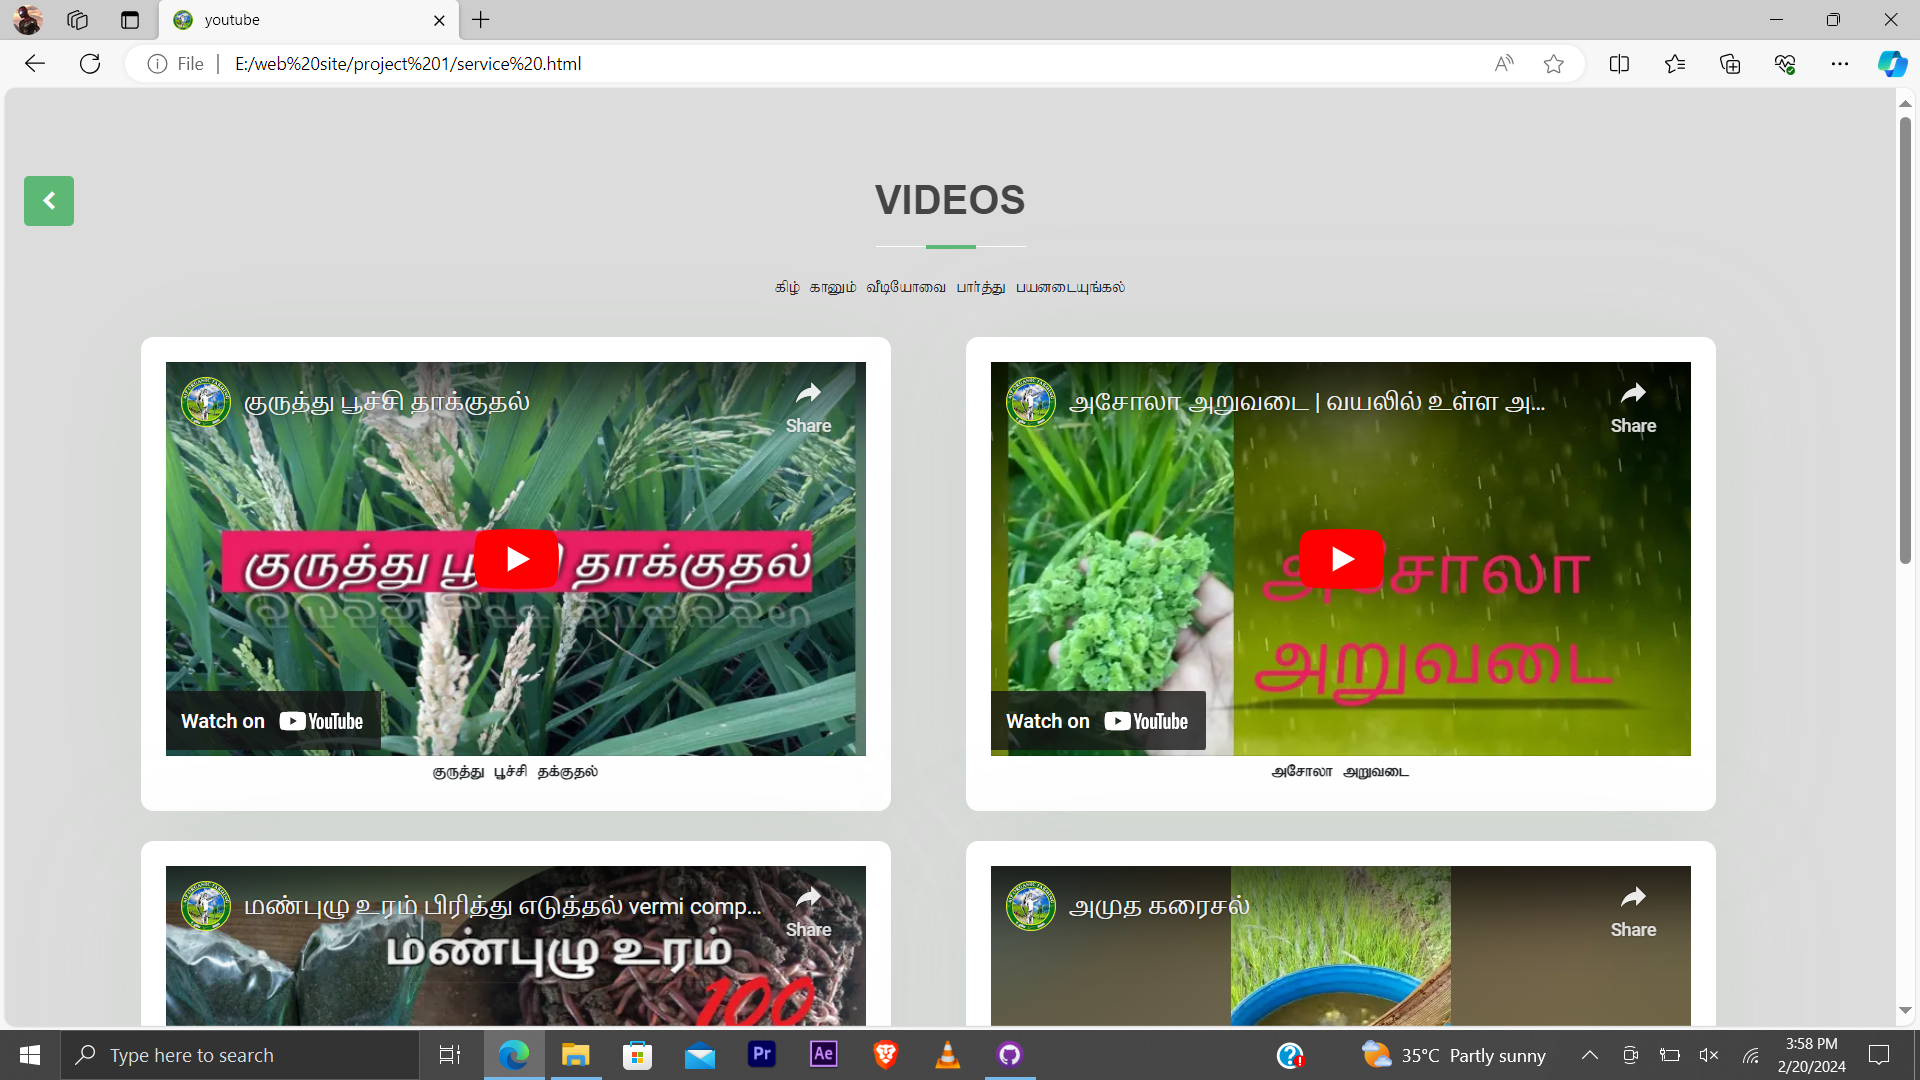 youtube
File
E:/web%20site/project%201/service%20.html
VIDEOS
கிழ் கானும் வீடியோவை பார்த்து பயனடையுங்கல்
குருத்து பூச்சி தாக்குதல்
Share
தாக்குதல்
குருத்து
Watch on YouTube
குருத்து பூச்சி தக்குதல்
அசோலா அறுவடை | வயலில் உள்ள அ...
Share
அறுவடை
Watch on YouTube
அசோலா அறுவடை
மண்புழு உரம் பிரித்து எடுத்தல் vermi comp...
Share
மண்புழு உரம்
100
அமுத கரைசல்
Share
Type here to search
Pr
Ae
35°C Partly sunny
3:58 PM
2/20/2024